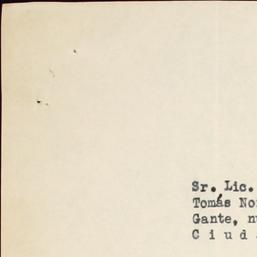 Sr. Lic.
Tomás No
Gante, n
C i u d